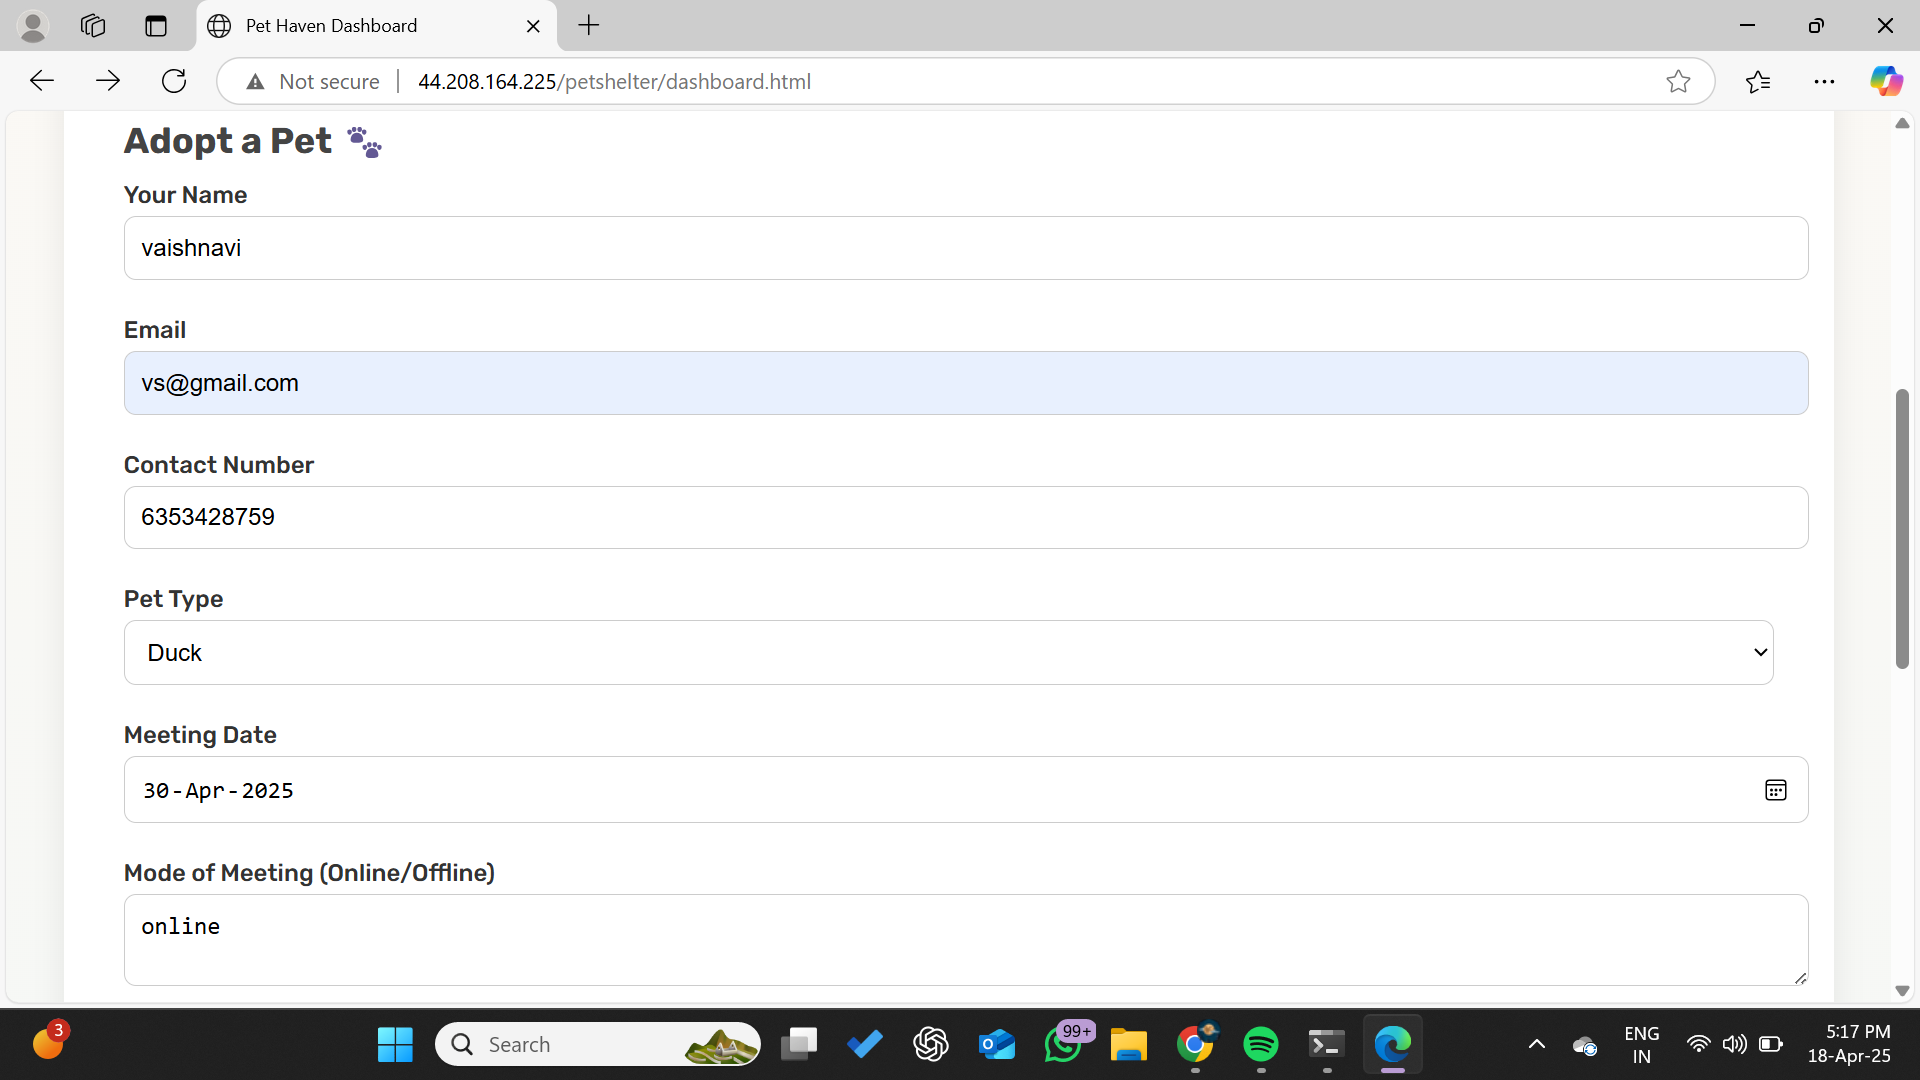 Pet Haven Dashboard
Not secure
44.208.164.225/petshelter/dashboard.html
Adopt a Pet
Your Name
vaishnavi
Email
vs@gmail.com
Contact Number
6353428759
Pet Type
Duck
Meeting Date
30-Apr-2025
Mode of Meeting (Online/Offline)
online
3
Search
99+
ENG
IN
5:17 PM
18-Apr-25